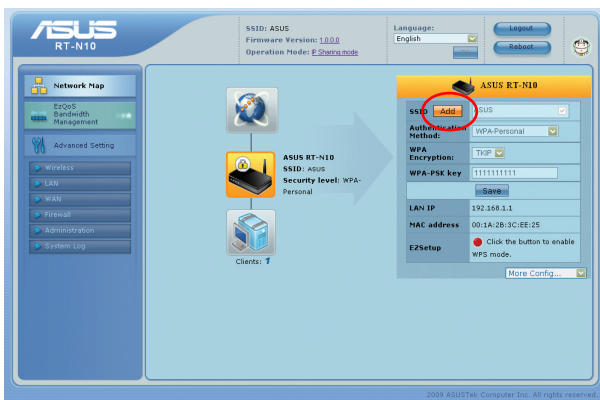 ASUS
RT-N10
SSID: ASUS
Firmware Version: 1.0.0.0
Operation Mode: IP Sharing mode
Language:
English
Logout
Reboot
Network Map
EzQoS
Bandwidth
Management
Advanced Setting
Wireless
LAN
WAN
Firewall
Administration
System Log
ASUS RT-N10
SSID: ASUS
Security level: WPA-
Personal
Clients: 1
ASUS RT-N10
SSID Add ASUS
Authentication
Method: WPA-Personal
WPA
Encryption: TKIP
WPA-PSK key 1111111111
Save
LAN IP 192.168.1.1
MAC address 00:1A:2B:3C:EE:25
EZSetup Click the button to enable
WPS mode.
More Config...
2009 ASUSTek Computer Inc. All rights reserved.